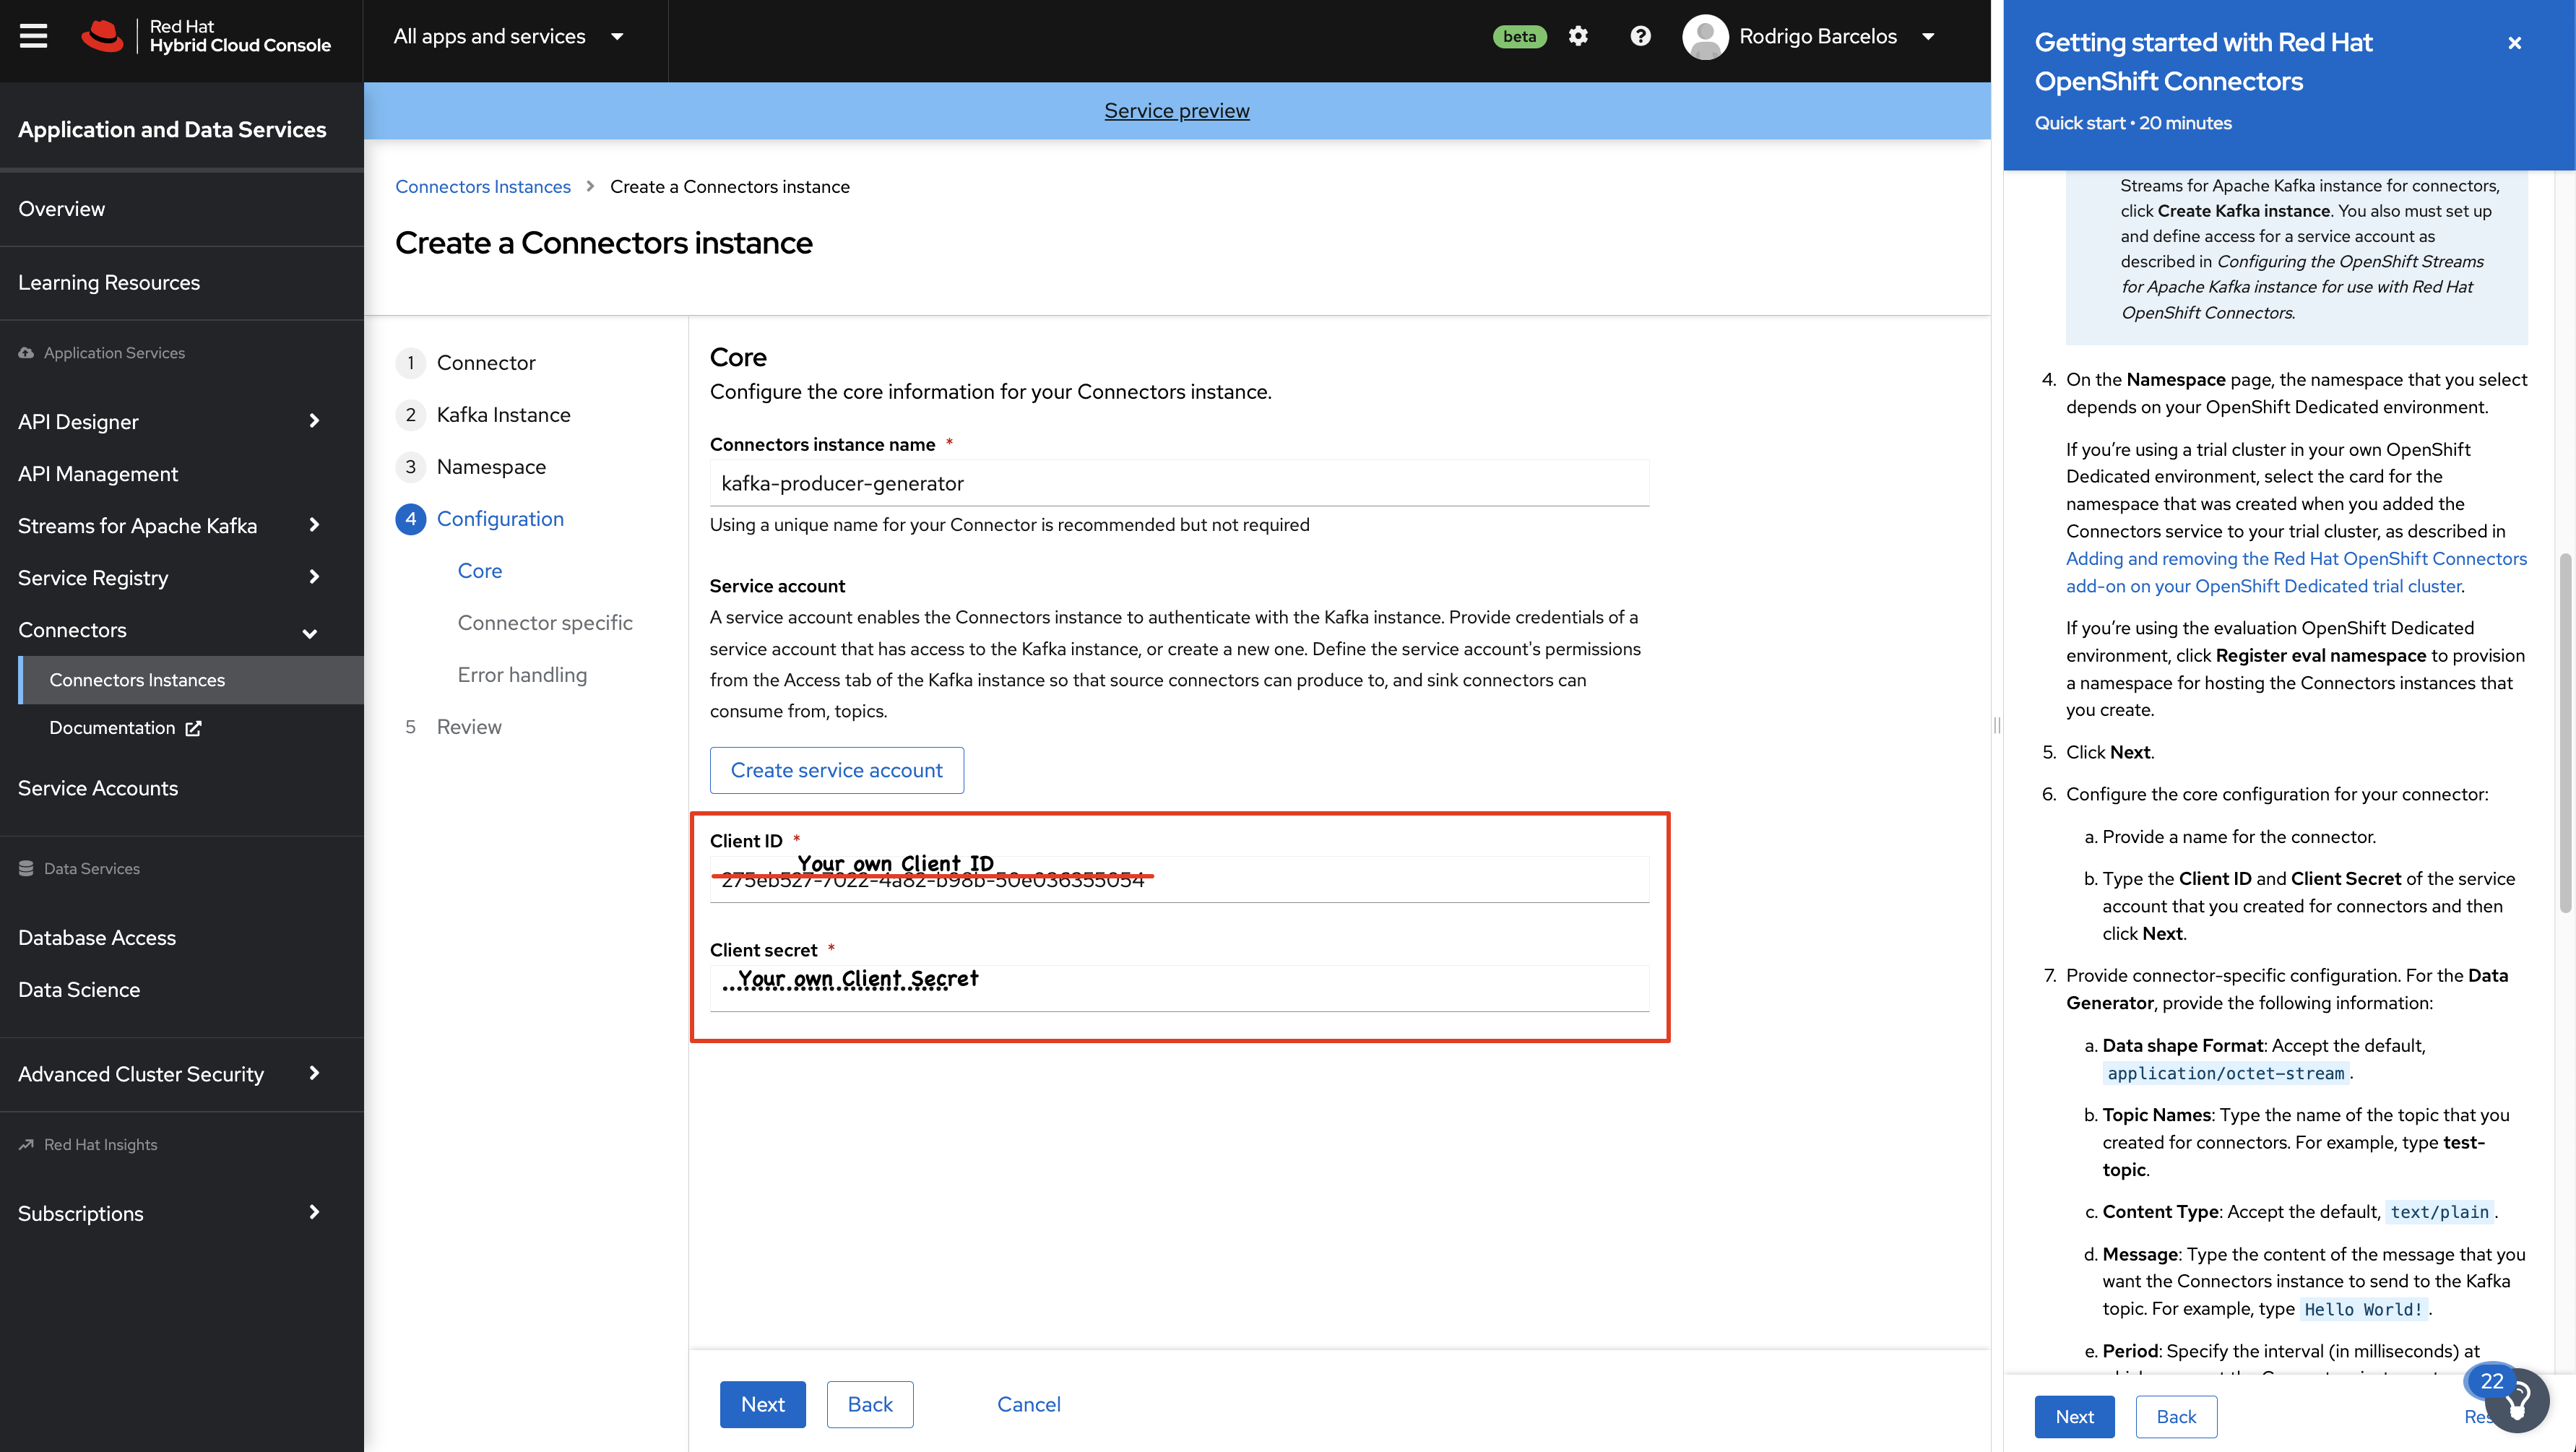 Red Hat
Hybrid Cloud Console
All apps and services
beta
Rodrigo Barcelos
Service preview
Application and Data Services
Overview
Learning Resources
Application Services
API Designer
API Management
Streams for Apache Kafka
Service Registry
Connectors
Connectors Instances
Documentation
Service Accounts
Data Services
Database Access
Data Science
Advanced Cluster Security
Red Hat Insights
Subscriptions
Connectors Instances > Create a Connectors instance
Create a Connectors instance
1 Connector
2 Kafka Instance
3 Namespace
4 Configuration
Core
Connector specific
Error handling
5 Review
Core
Configure the core information for your Connectors instance.
Connectors instance name *
kafka-producer-generator
Using a unique name for your Connector is recommended but not required
Service account
A service account enables the Connectors instance to authenticate with the Kafka instance. Provide credentials of a
service account that has access to the Kafka instance, or create a new one. Define the service account's permissions
from the Access tab of the Kafka instance so that source connectors can produce to, and sink connectors can
consume from, topics.
Create service account
Client ID *
Your own Client ID
275eb527-7022-4a82-b98b-50e036355054
Client secret *
Your own Client Secret
Next
Back
Cancel
Getting started with Red Hat
OpenShift Connectors
Quick start • 20 minutes
Streams for Apache Kafka instance for connectors,
click Create Kafka instance. You also must set up
and define access for a service account as
described in Configuring the OpenShift Streams
for Apache Kafka instance for use with Red Hat
OpenShift Connectors.
4. On the Namespace page, the namespace that you select
depends on your OpenShift Dedicated environment.
If you’re using a trial cluster in your own OpenShift
Dedicated environment, select the card for the
namespace that was created when you added the
Connectors service to your trial cluster, as described in
Adding and removing the Red Hat OpenShift Connectors
add-on on your OpenShift Dedicated trial cluster.
If you’re using the evaluation OpenShift Dedicated
environment, click Register eval namespace to provision
a namespace for hosting the Connectors instances that
you create.
5. Click Next.
6. Configure the core configuration for your connector:
a. Provide a name for the connector.
b. Type the Client ID and Client Secret of the service
account that you created for connectors and then
click Next.
7. Provide connector-specific configuration. For the Data
Generator, provide the following information:
a. Data shape Format: Accept the default,
application/octet-stream.
b. Topic Names: Type the name of the topic that you
created for connectors. For example, type test-
topic.
c. Content Type: Accept the default, text/plain.
d. Message: Type the content of the message that you
want the Connectors instance to send to the Kafka
topic. For example, type Hello World!.
e. Period: Specify the interval (in milliseconds) at
22
Next
Back